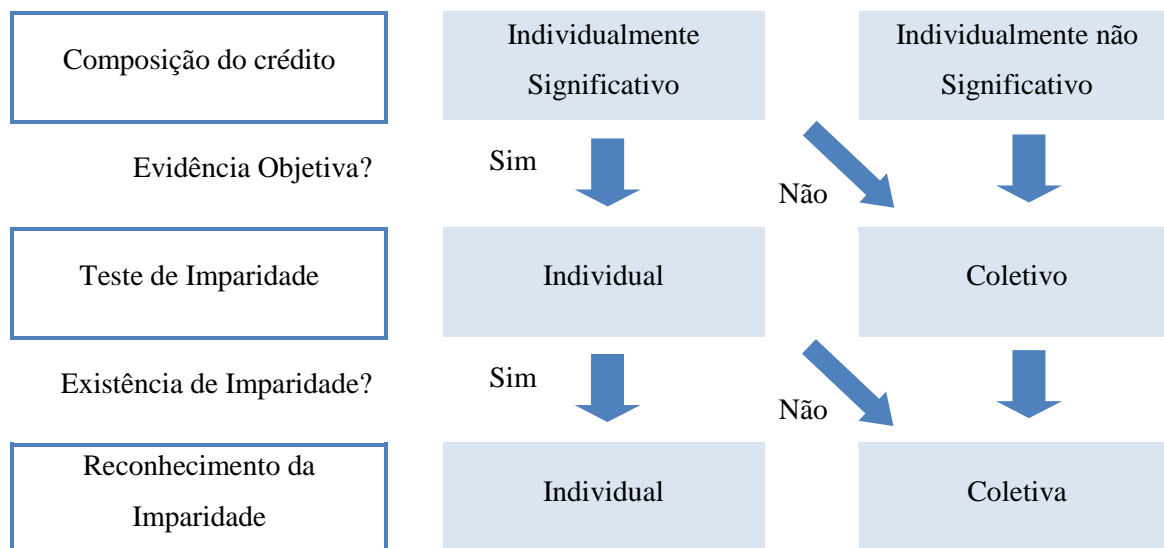 Composição do crédito
Individualmente
Significativo
Individualmente não
Significativo
Evidência Objetiva?
Sim
Não
Teste de Imparidade
Individual
Coletivo
Existência de Imparidade?
Sim
Não
Reconhecimento da
Imparidade
Individual
Coletiva